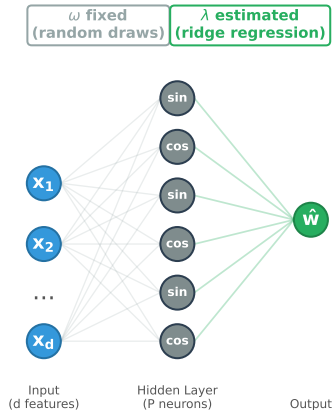 ω fixed
(random draws)
λ estimated
(ridge regression)
sin
cos
sin
cos
sin
cos
x₁
x₂
...
x_d
ŵ
Input
(d features)
Hidden Layer
(P neurons)
Output